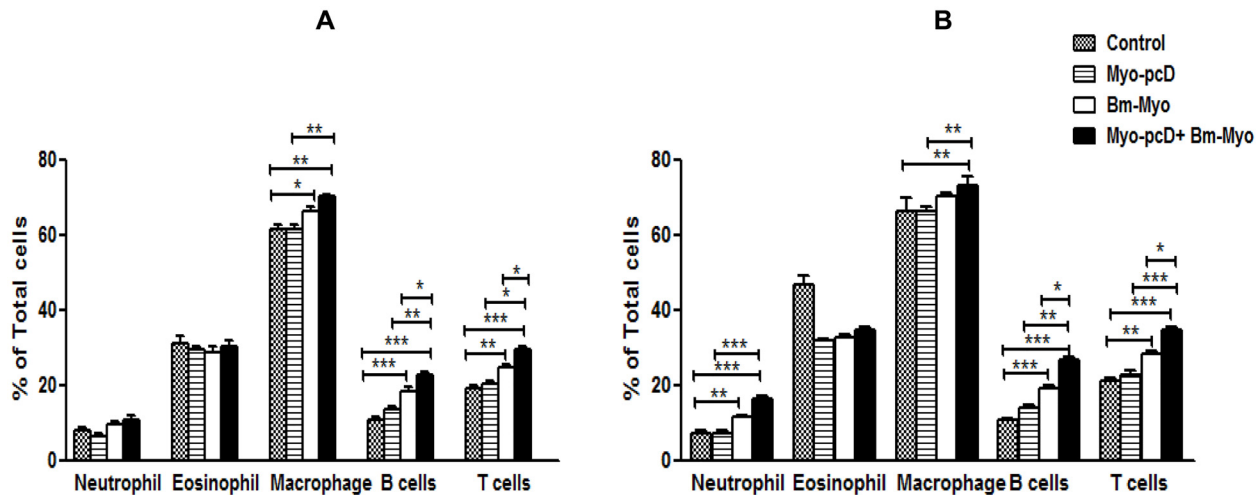 A
B
Control
Myo-pcD
Bm-Myo
Myo-pcD+ Bm-Myo
% of Total cells
80
60
40
20
0
** ** *
*** *** ** *
** *** * *
Neutrophil Eosinophil Macrophage B cells T cells
% of Total cells
80
60
40
20
0
** *** ***
** **
*** *** ** *
** *** *** *
Neutrophil Eosinophil Macrophage B cells T cells